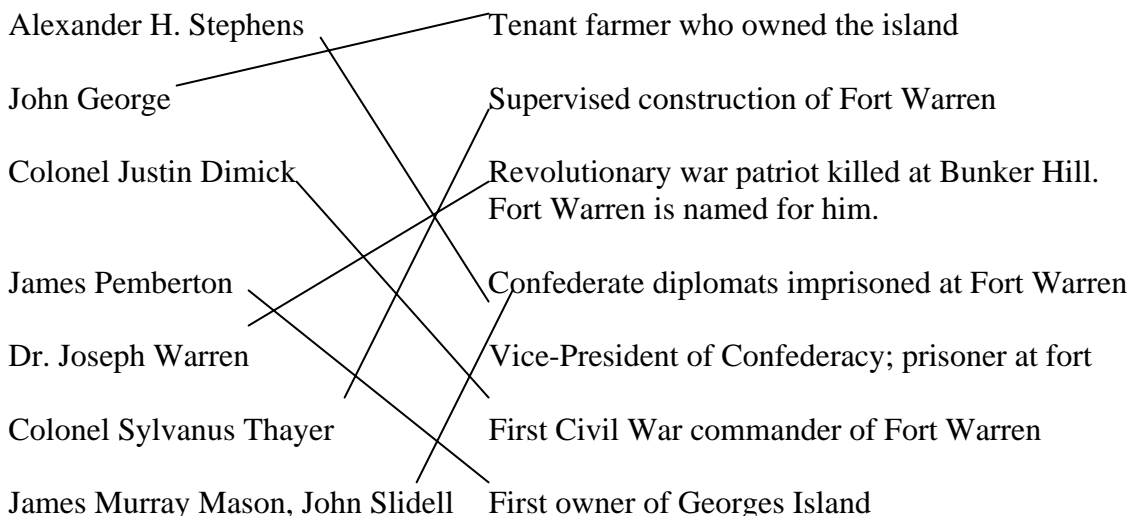 Alexander H. Stephens Tenant farmer who owned the island
John George Supervised construction of Fort Warren
Colonel Justin Dimick Revolutionary war patriot killed at Bunker Hill.
Fort Warren is named for him.
James Pemberton Confederate diplomats imprisoned at Fort Warren
Dr. Joseph Warren Vice-President of Confederacy; prisoner at fort
Colonel Sylvanus Thayer First Civil War commander of Fort Warren
James Murray Mason, John Slidell First owner of Georges Island